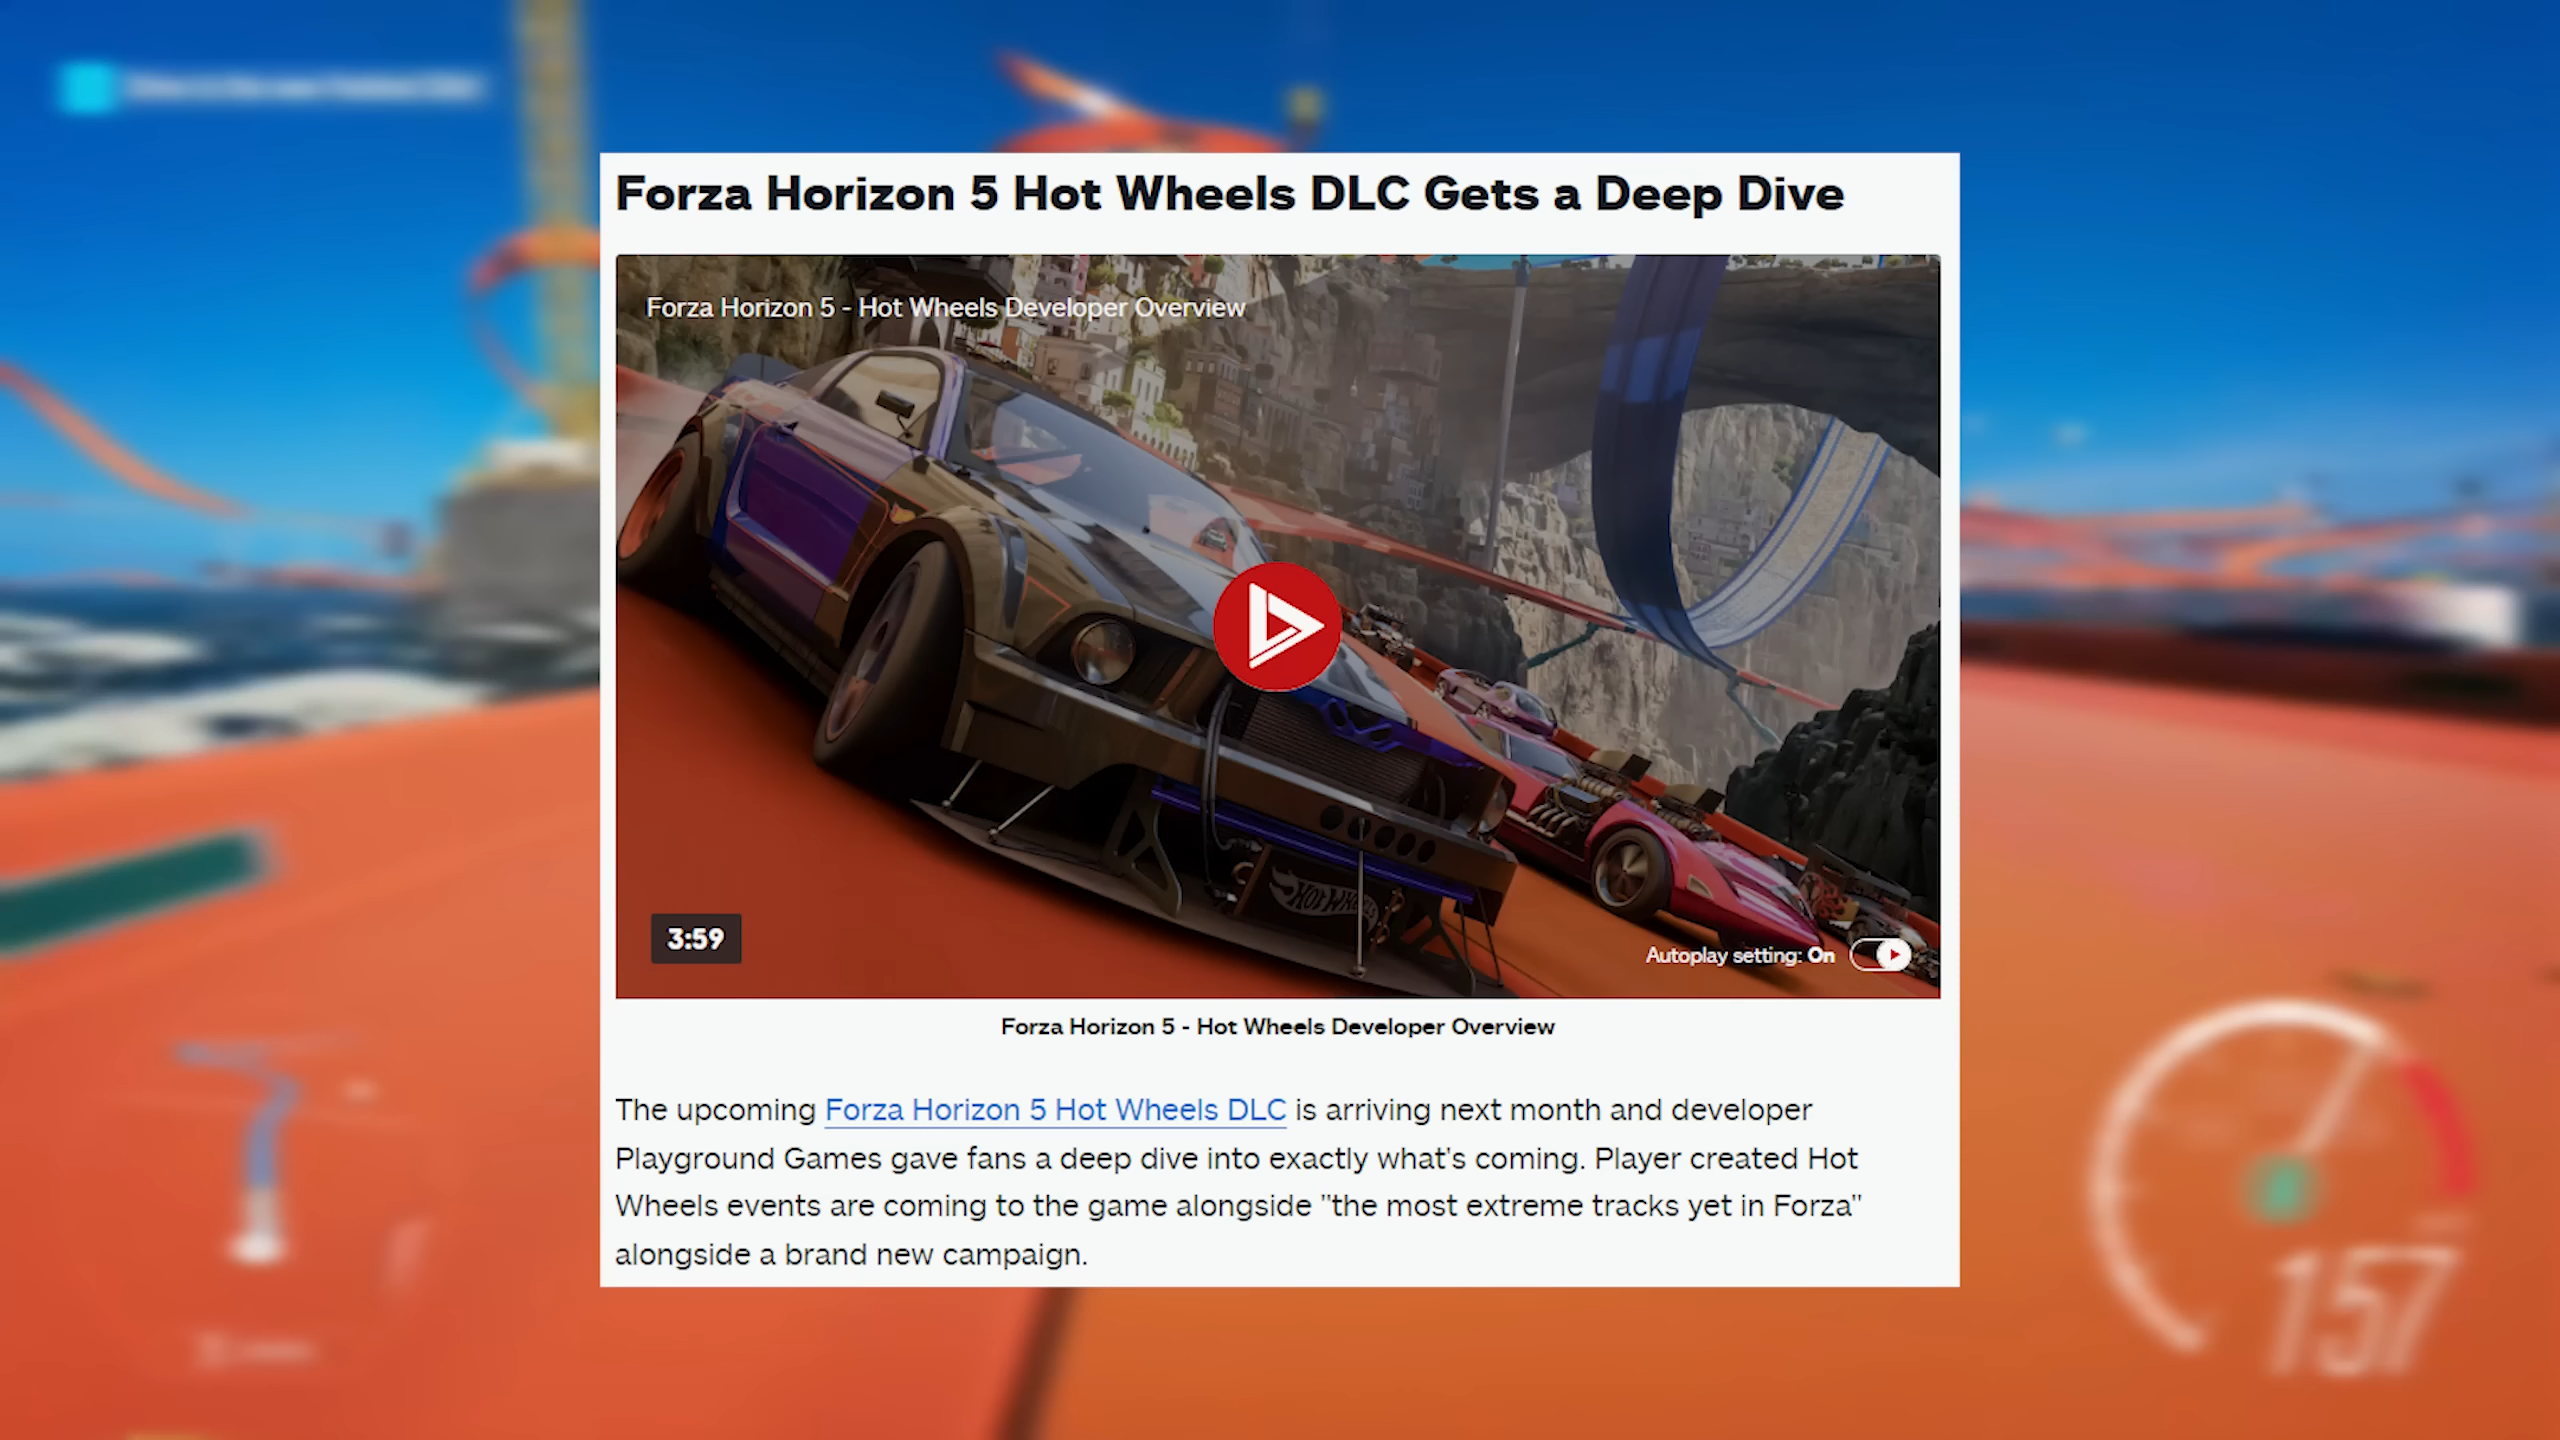 Forza Horizon 5 Hot Wheels DLC Gets a Deep Dive
Forza Horizon 5 - Hot Wheels Developer Overview
HOT WHEELS
3:59
Autoplay setting: On
Forza Horizon 5 - Hot Wheels Developer Overview
The upcoming Forza Horizon 5 Hot Wheels DLC is arriving next month and developer
Playground Games gave fans a deep dive into exactly what's coming. Player created Hot
Wheels events are coming to the game alongside "the most extreme tracks yet in Forza"
alongside a brand new campaign.
157